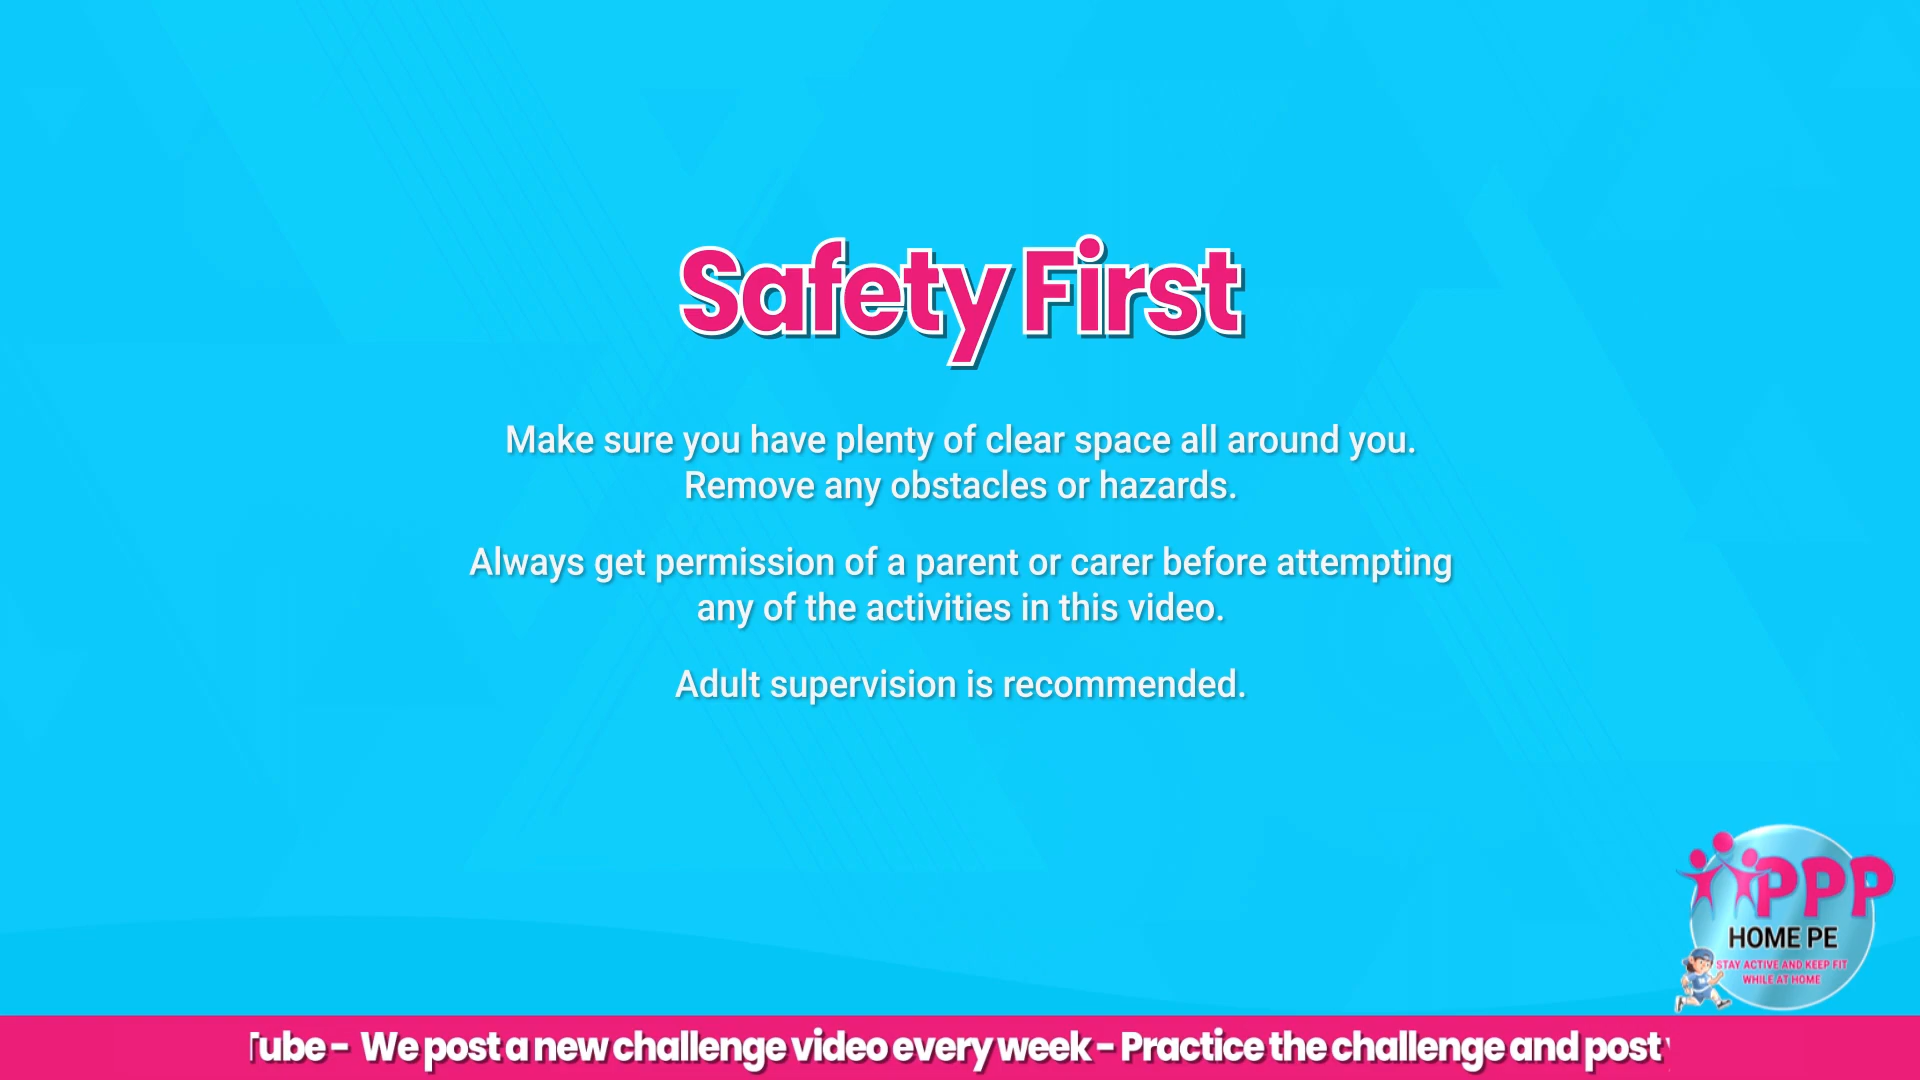 Safety First
Make sure you have plenty of clear space all around you.
Remove any obstacles or hazards.
Always get permission of a parent or carer before attempting
any of the activities in this video.
Adult supervision is recommended.
PPP
HOME PE
STAY ACTIVE AND KEEP FIT
WHILE AT HOME
ube - We post a new challenge video every week - Practice the challenge and post